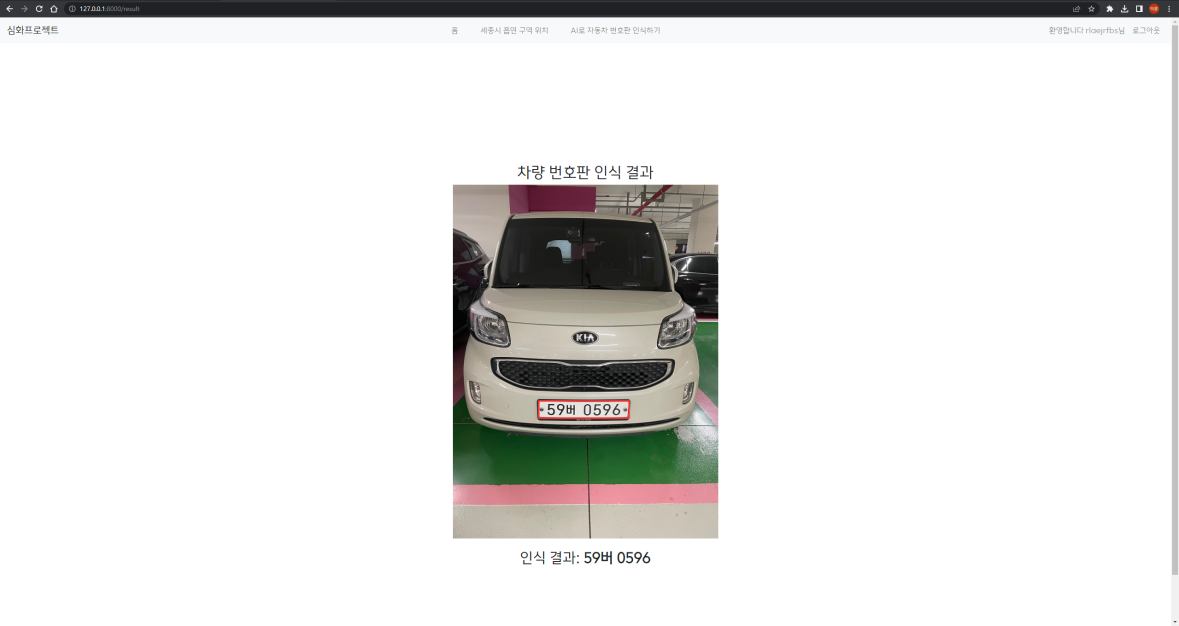 127.0.0.1:8000/result
심화프로젝트
홈 세종시 흡연 구역 위치 AI로 자동차 번호판 인식하기 환영합니다 rlaejrfbs님 로그아웃
차량 번호판 인식 결과
KIA
59버 0596
인식 결과: 59버 0596